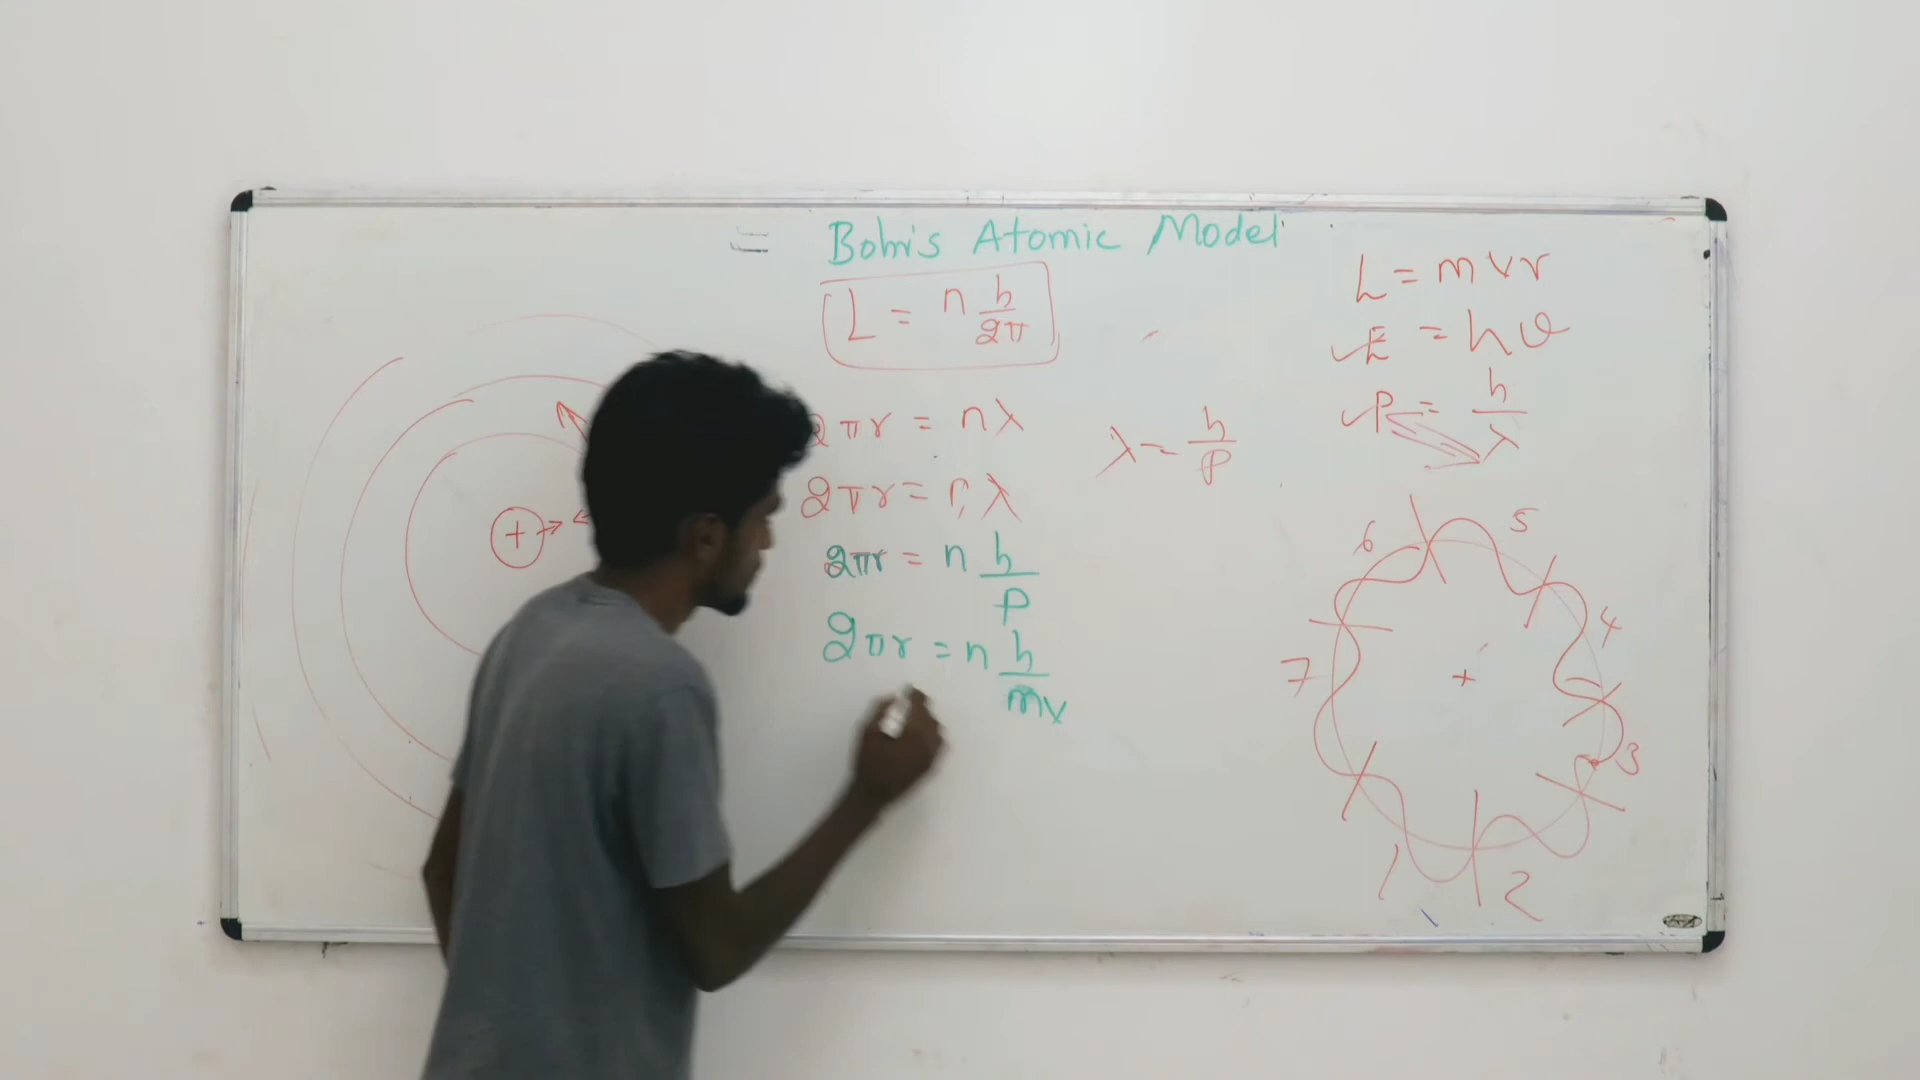 = Bohr's Atomic Model
L = n h/2π
2πr = nλ
2πr = nλ
2πr = n h/p
2πr = n h/mv
λ = h/P
L = mvr
E = hυ
P = h/λ
+
5
6
4
7
+
3
1
2